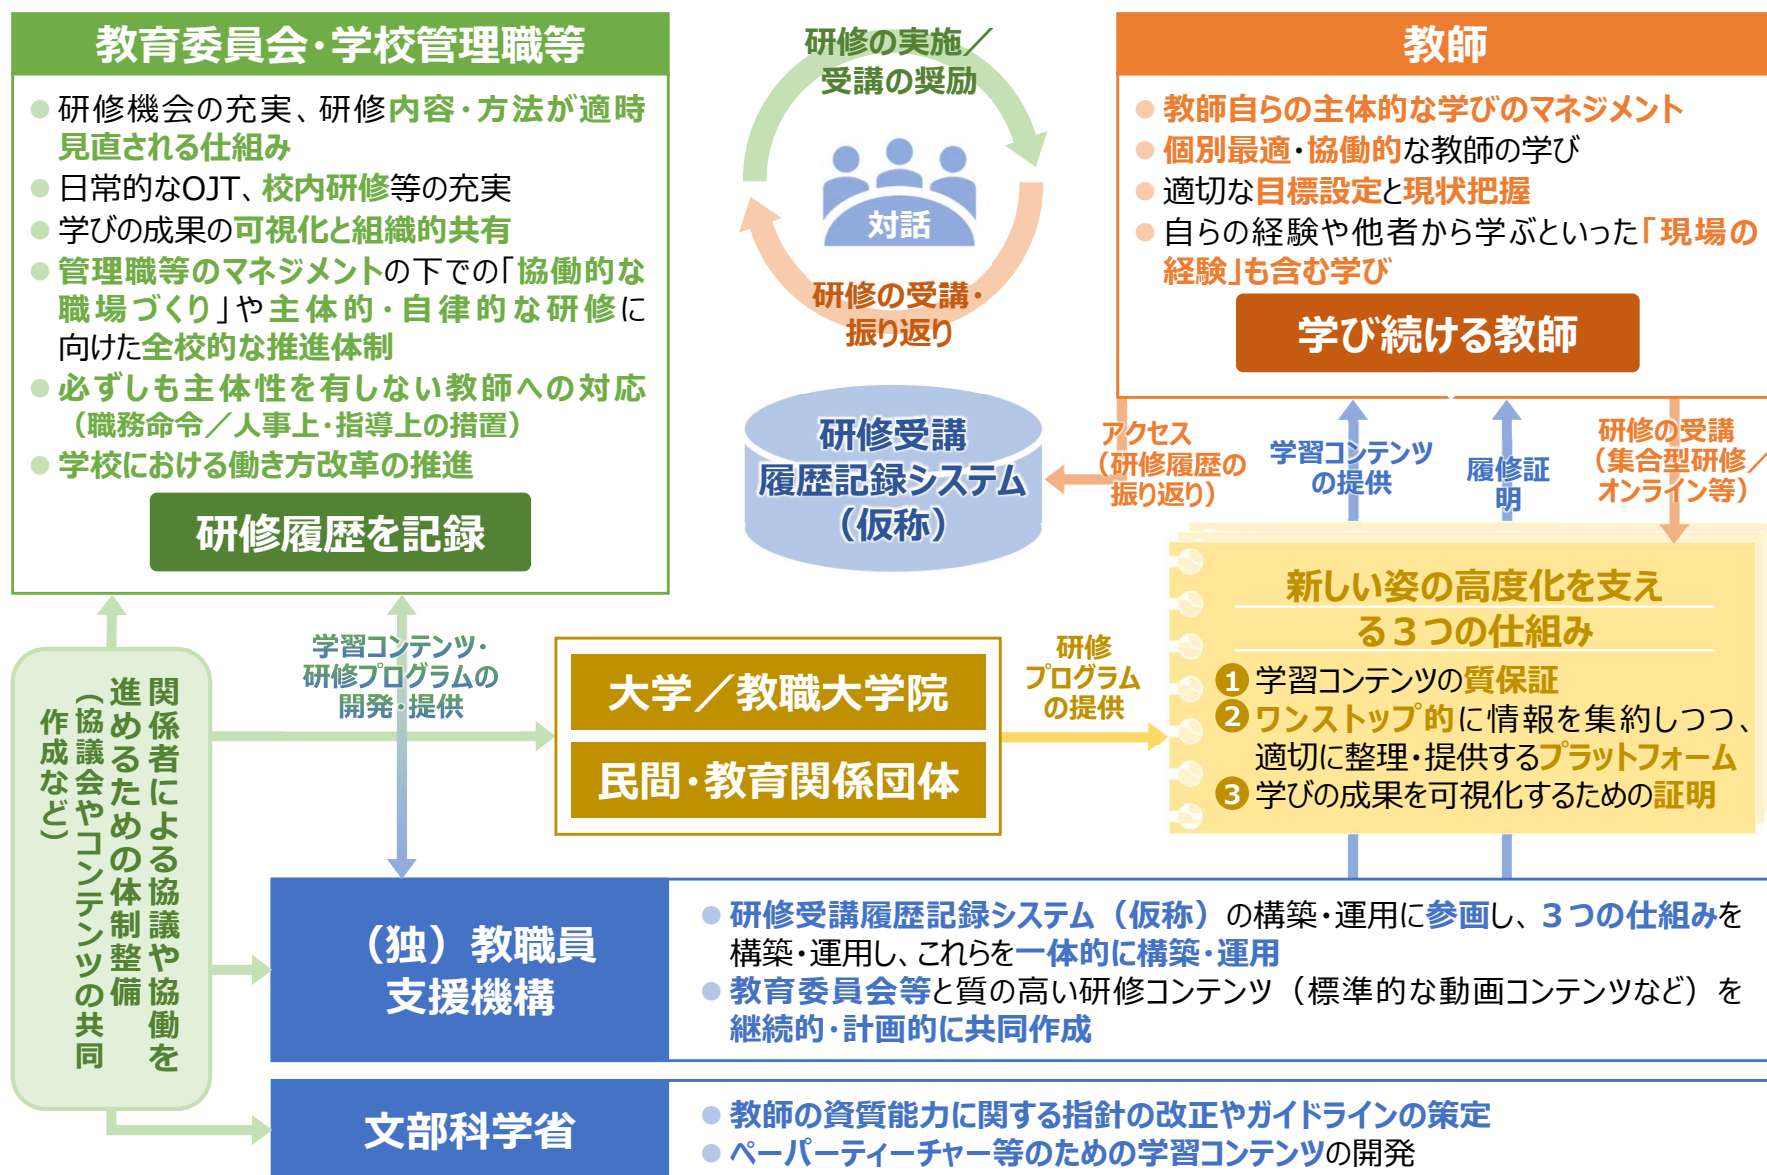 教育委員会・学校管理職等
研修機会の充実、研修内容・方法が適時
見直される仕組み
日常的なOJT、校内研修等の充実
学びの成果の可視化と組織的共有
管理職等のマネジメントの下での「協働的な
職場づくり」や主体的・自律的な研修に
向けた全校的な推進体制
必ずしも主体性を有しない教師への対応
（職務命令／人事上・指導上の措置）
学校における働き方改革の推進
研修履歴を記録
研修の実施／
受講の奨励
対話
研修の受講・
振り返り
教師
教師自らの主体的な学びのマネジメント
個別最適・協働的な教師の学び
適切な目標設定と現状把握
自らの経験や他者から学ぶといった「現場の
経験」も含む学び
学び続ける教師
研修受講
履歴記録システム
（仮称）
アクセス
（研修履歴の
振り返り）
学習コンテンツ
の提供
履修証
明
研修の受講
（集合型研修／
オンライン等）
新しい姿の高度化を支え
る３つの仕組み
❶ 学習コンテンツの質保証
❷ ワンストップ的に情報を集約しつつ、
適切に整理・提供するプラットフォーム
❸ 学びの成果を可視化するための証明
学習コンテンツ・
研修プログラムの
開発・提供
大学／教職大学院
民間・教育関係団体
研修
プログラム
の提供
関係者による協議や協働を
進めるための体制整備
（協議会やコンテンツの共同
作成など）
（独）教職員
支援機構
研修受講履歴記録システム（仮称）の構築・運用に参画し、３つの仕組みを
構築・運用し、これらを一体的に構築・運用
教育委員会等と質の高い研修コンテンツ（標準的な動画コンテンツなど）を
継続的・計画的に共同作成
文部科学省
教師の資質能力に関する指針の改正やガイドラインの策定
ペーパーティーチャー等のための学習コンテンツの開発